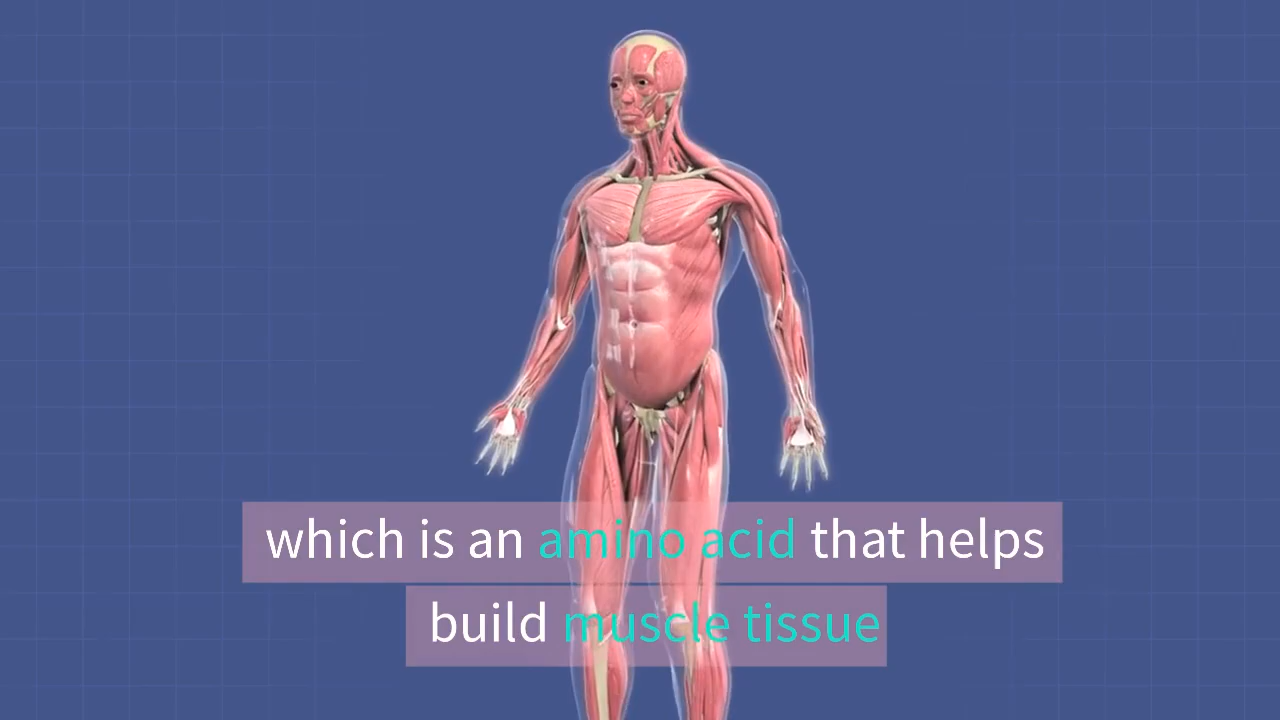 which is an amino acid that helps
build muscle tissue